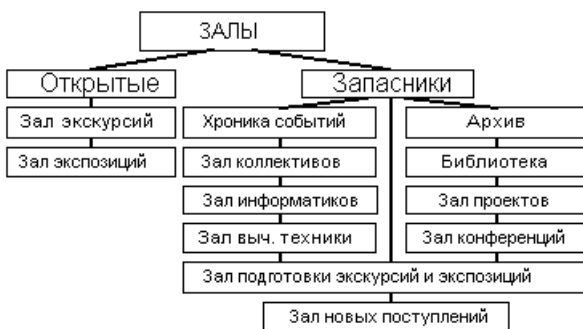 ЗАЛЫ
Открытые
Запасники
Зал экскурсий
Хроника событий
Архив
Зал экспозиций
Зал коллективов
Библиотека
Зал информатиков
Зал проектов
Зал выч. техники
Зал конференций
Зал подготовки экскурсий и экспозиций
Зал новых поступлений